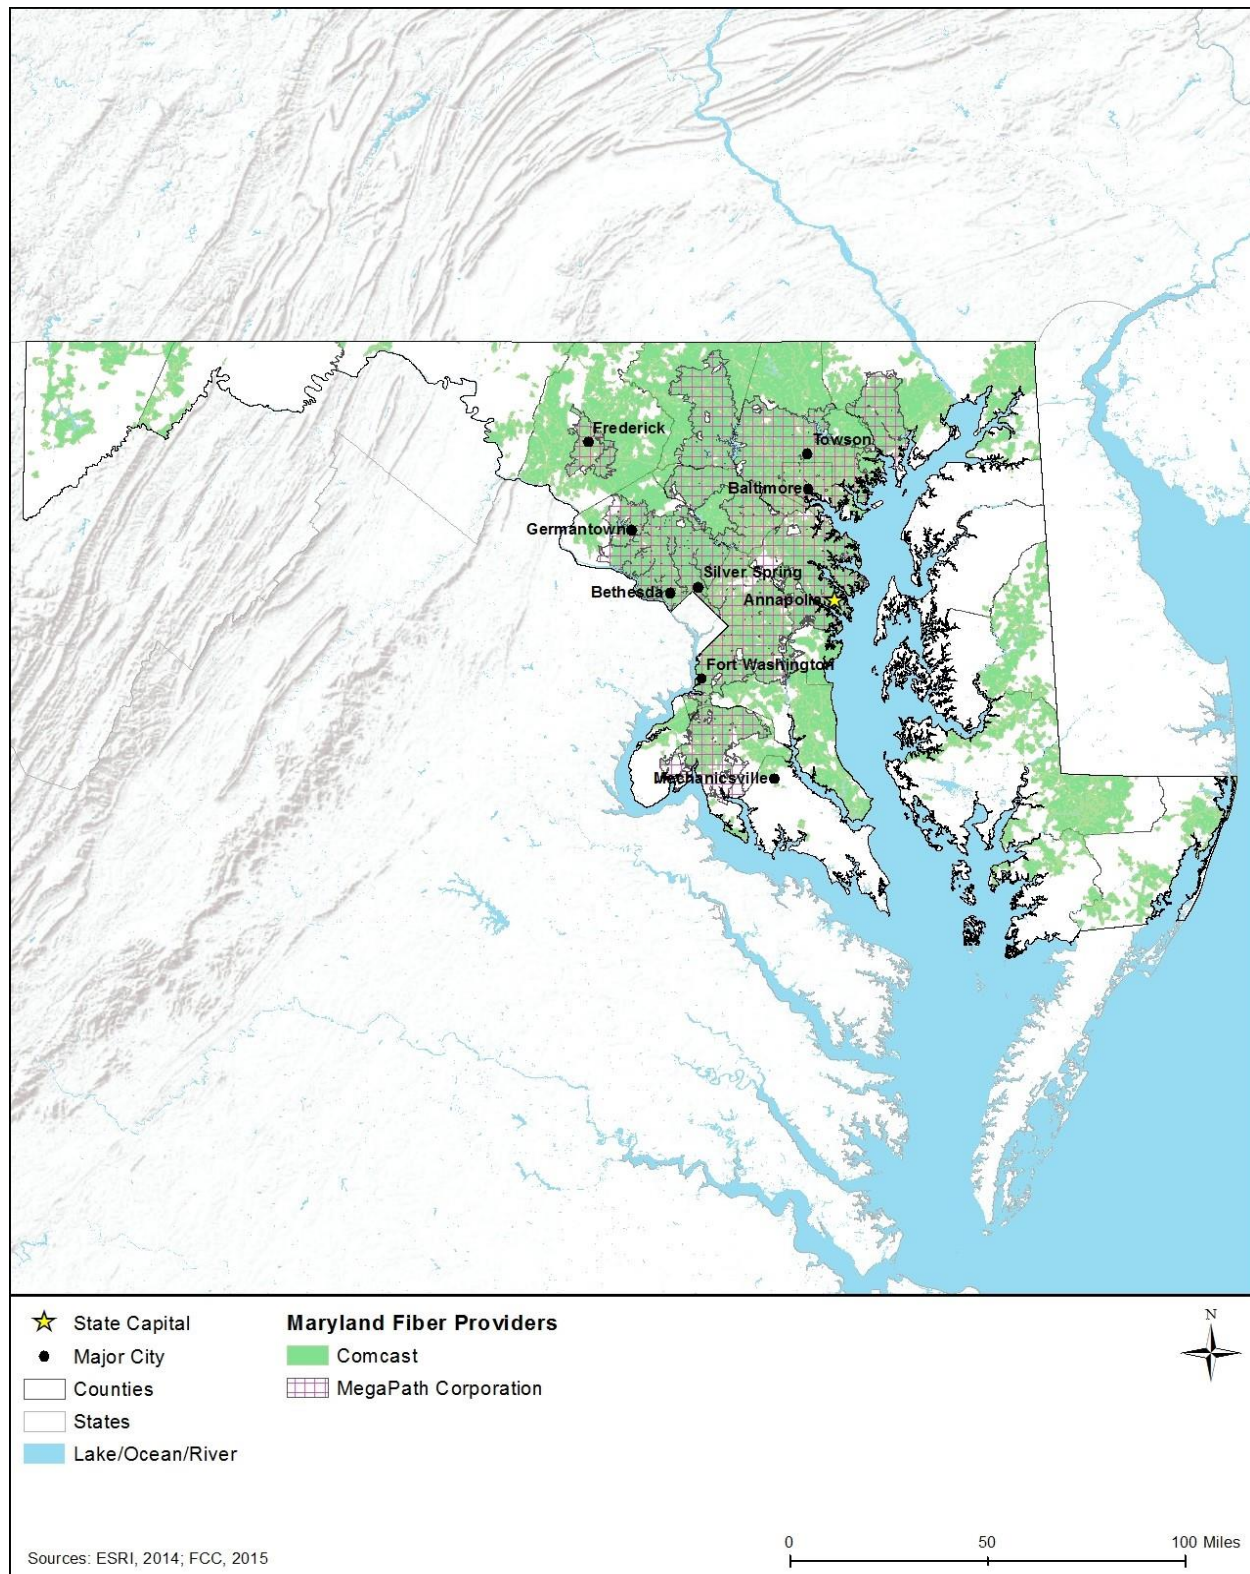 Frederick
Towson
Baltimore
Germantown
Silver Spring
Bethesda
Annapolis
Fort Washington
Mechanicsville
State Capital
Major City
Counties
States
Lake/Ocean/River
Maryland Fiber Providers
Comcast
MegaPath Corporation
N
0 50 100 Miles
Sources: ESRI, 2014; FCC, 2015